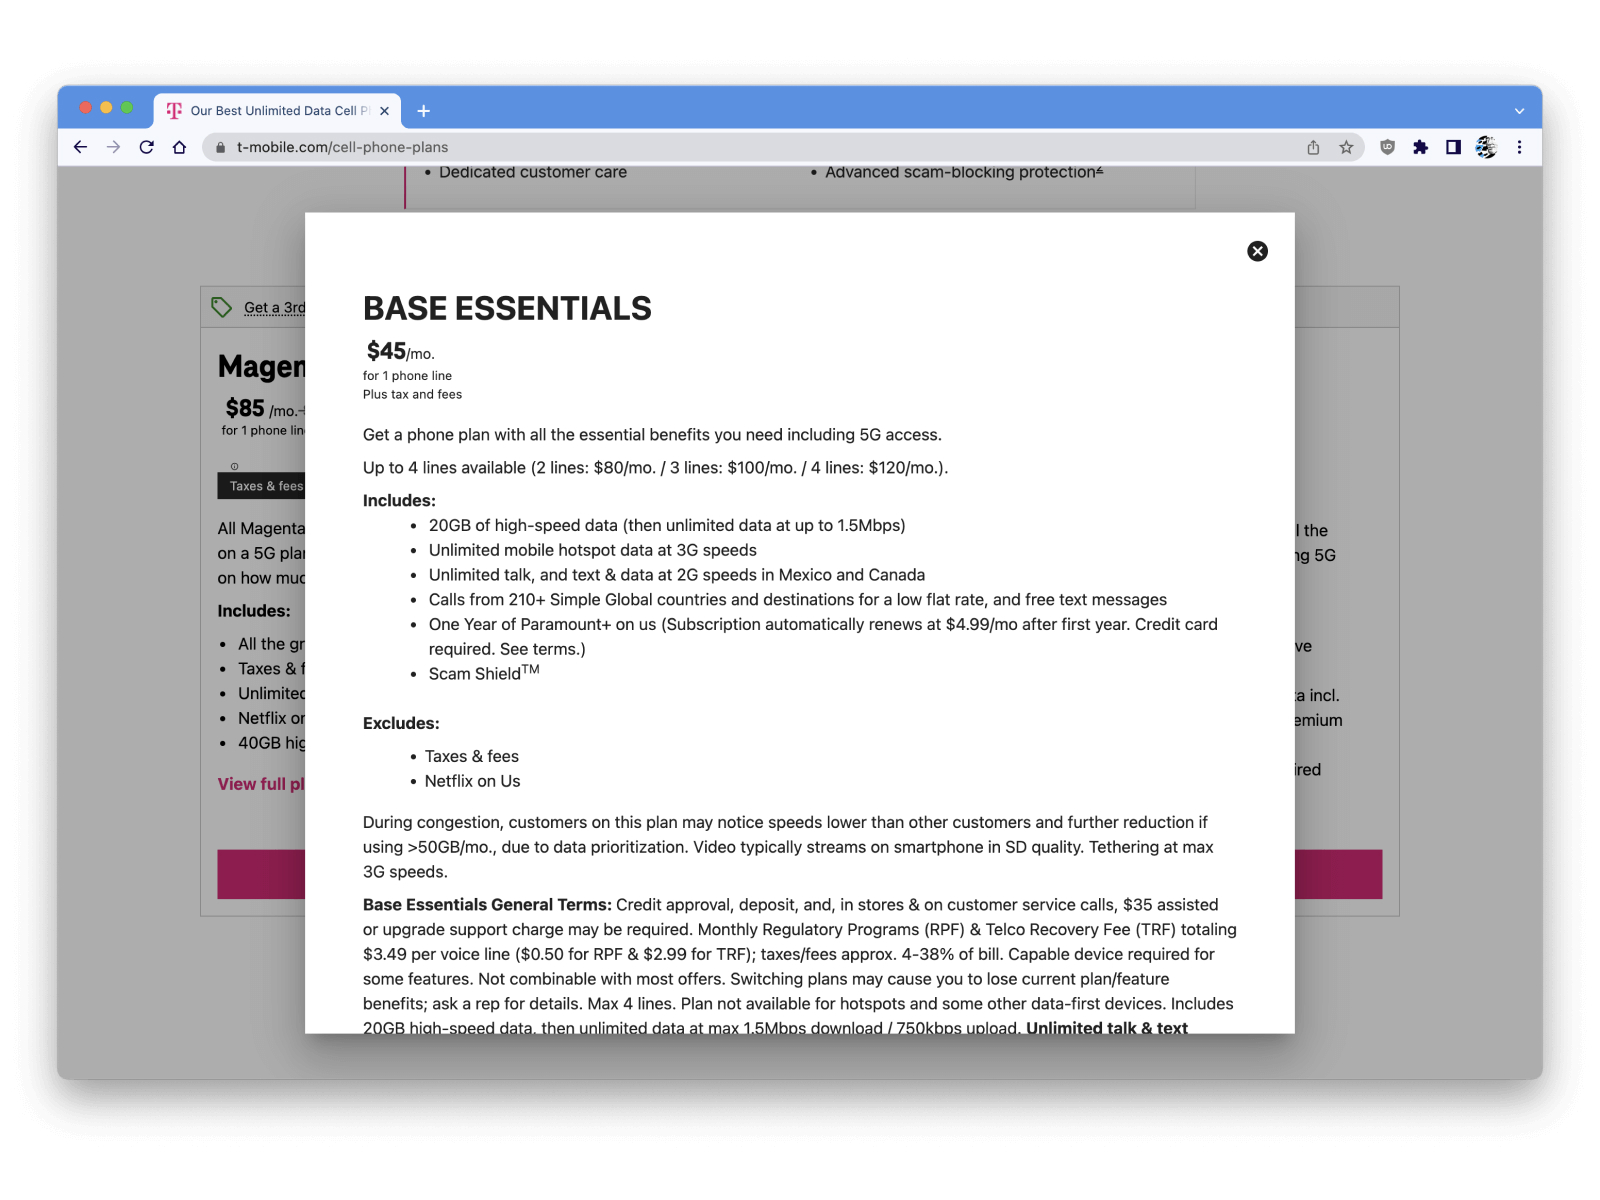 Our Best Unlimited Data Cell
t-mobile.com/cell-phone-plans
• Dedicated customer care
• Advanced scam-blocking protection²
Get a 3rd
Magen
$85 /mo.
for 1 phone lin
Taxes & fees
All Magenta
on a 5G pla
on how muc
Includes:
• All the gr
• Taxes & f
• Unlimited
• Netflix or
• 40GB hig
View full pl
BASE ESSENTIALS
$45/mo.
for 1 phone line
Plus tax and fees
Get a phone plan with all the essential benefits you need including 5G access.
Up to 4 lines available (2 lines: $80/mo. / 3 lines: $100/mo. / 4 lines: $120/mo.).
Includes:
• 20GB of high-speed data (then unlimited data at up to 1.5Mbps)
• Unlimited mobile hotspot data at 3G speeds
• Unlimited talk, and text & data at 2G speeds in Mexico and Canada
• Calls from 210+ Simple Global countries and destinations for a low flat rate, and free text messages
• One Year of Paramount+ on us (Subscription automatically renews at $4.99/mo after first year. Credit card
required. See terms.)
• Scam Shield™
Excludes:
• Taxes & fees
• Netflix on Us
During congestion, customers on this plan may notice speeds lower than other customers and further reduction if
using >50GB/mo., due to data prioritization. Video typically streams on smartphone in SD quality. Tethering at max
3G speeds.
Base Essentials General Terms: Credit approval, deposit, and, in stores & on customer service calls, $35 assisted
or upgrade support charge may be required. Monthly Regulatory Programs (RPF) & Telco Recovery Fee (TRF) totaling
$3.49 per voice line ($0.50 for RPF & $2.99 for TRF); taxes/fees approx. 4-38% of bill. Capable device required for
some features. Not combinable with most offers. Switching plans may cause you to lose current plan/feature
benefits; ask a rep for details. Max 4 lines. Plan not available for hotspots and some other data-first devices. Includes
20GB high-speed data, then unlimited data at max 1.5Mbps download / 750kbps upload. Unlimited talk & text
l the
ng 5G
ve
ta incl.
emium
ired